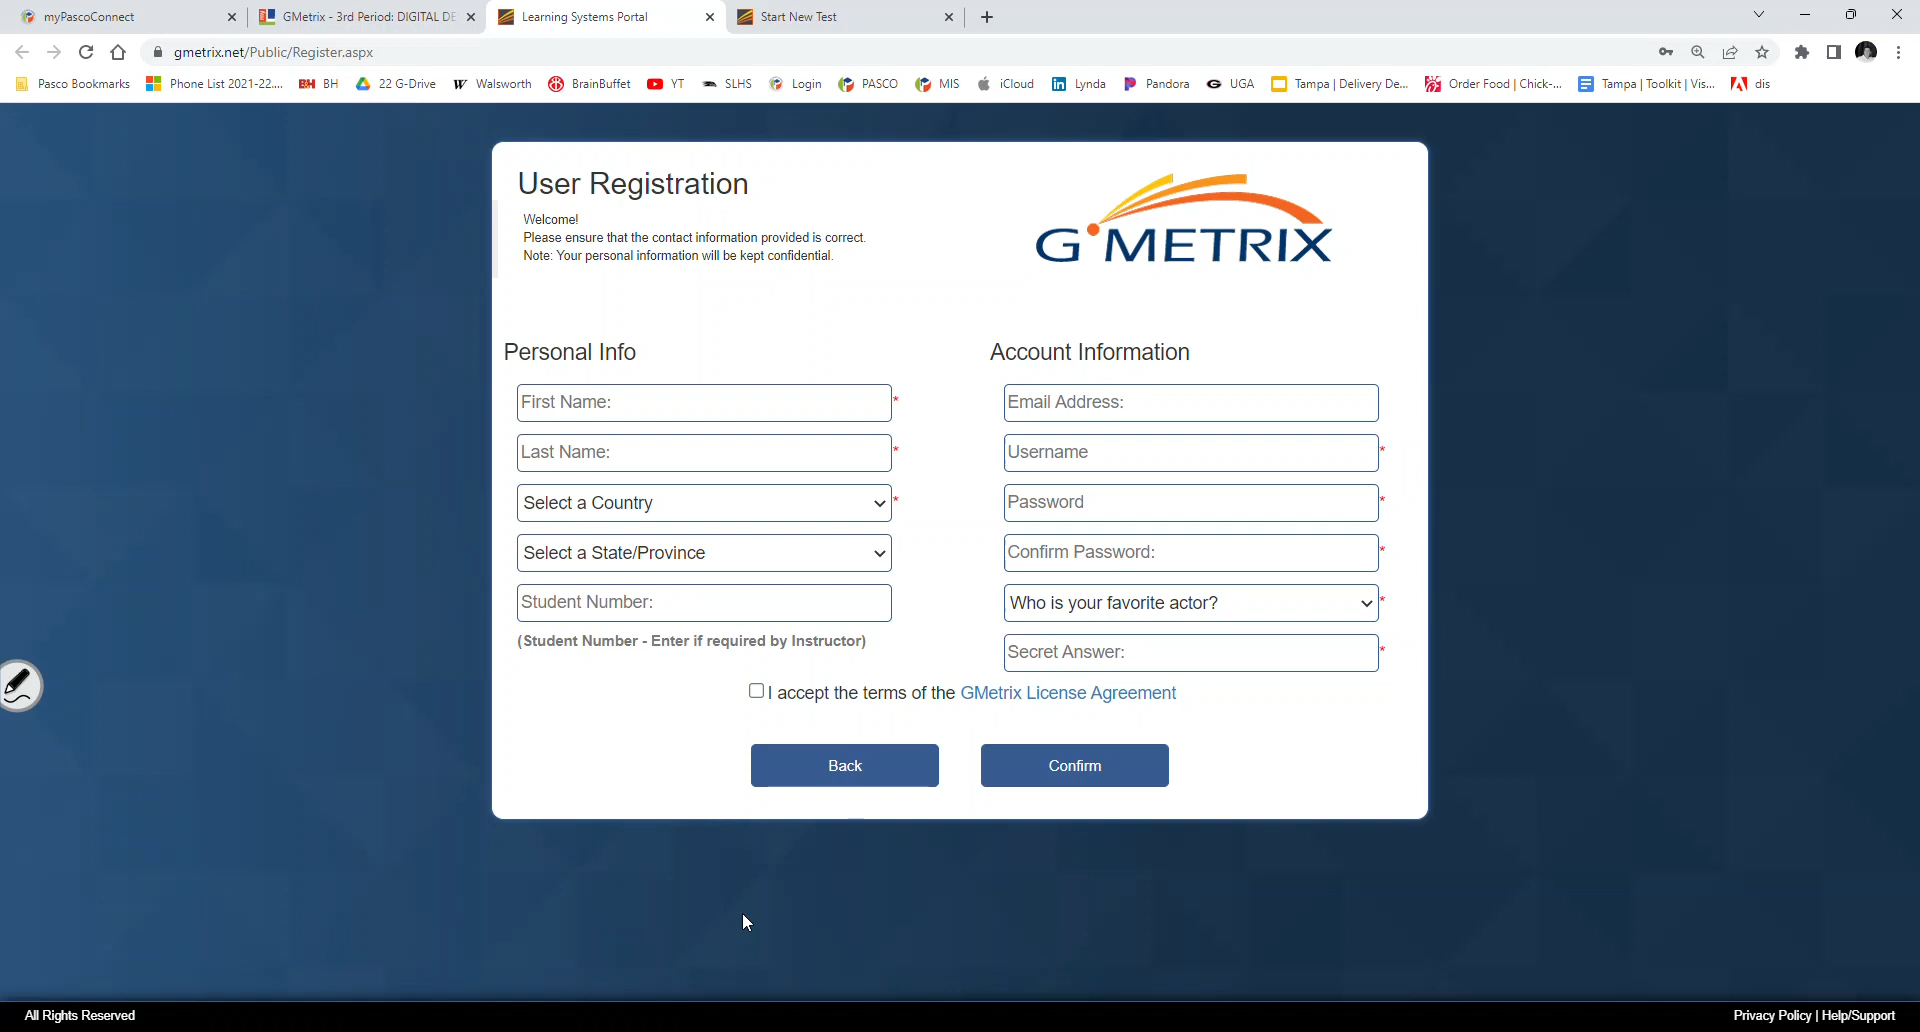 myPascoConnect
GMetrix - 3rd Period: DIGITAL DE
Learning Systems Portal
Start New Test
gmetrix.net/Public/Register.aspx
Pasco Bookmarks
Phone List 2021-22....
BH BH
22 G-Drive
W Walsworth
BrainBuffet
YT
SLHS
Login
PASCO
MIS
iCloud
in Lynda
Pandora
G UGA
Tampa | Delivery De...
Order Food | Chick-...
Tampa | Toolkit | Vis...
dis
User Registration
Welcome!
Please ensure that the contact information provided is correct.
Note: Your personal information will be kept confidential.
GMETRIX
Personal Info
First Name: *
Last Name: *
Select a Country *
Select a State/Province
Student Number:
(Student Number - Enter if required by Instructor)
Account Information
Email Address:
Username *
Password *
Confirm Password: *
Who is your favorite actor? *
Secret Answer: *
I accept the terms of the GMetrix License Agreement
Back
Confirm
All Rights Reserved
Privacy Policy | Help/Support